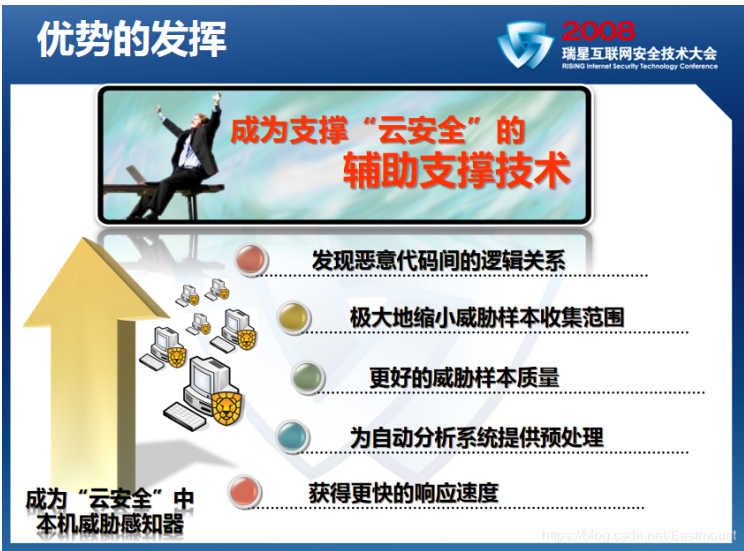 优势的发挥
2008
瑞星互联网安全技术大会
RISING Internet Security Technology Conference
成为支撑“云安全”的
辅助支撑技术
发现恶意代码间的逻辑关系
极大地缩小威胁样本收集范围
更好的威胁样本质量
为自动分析系统提供预处理
获得更快的响应速度
成为“云安全”中
本机威胁感知器
https://blog.csdn.net/Eastmount